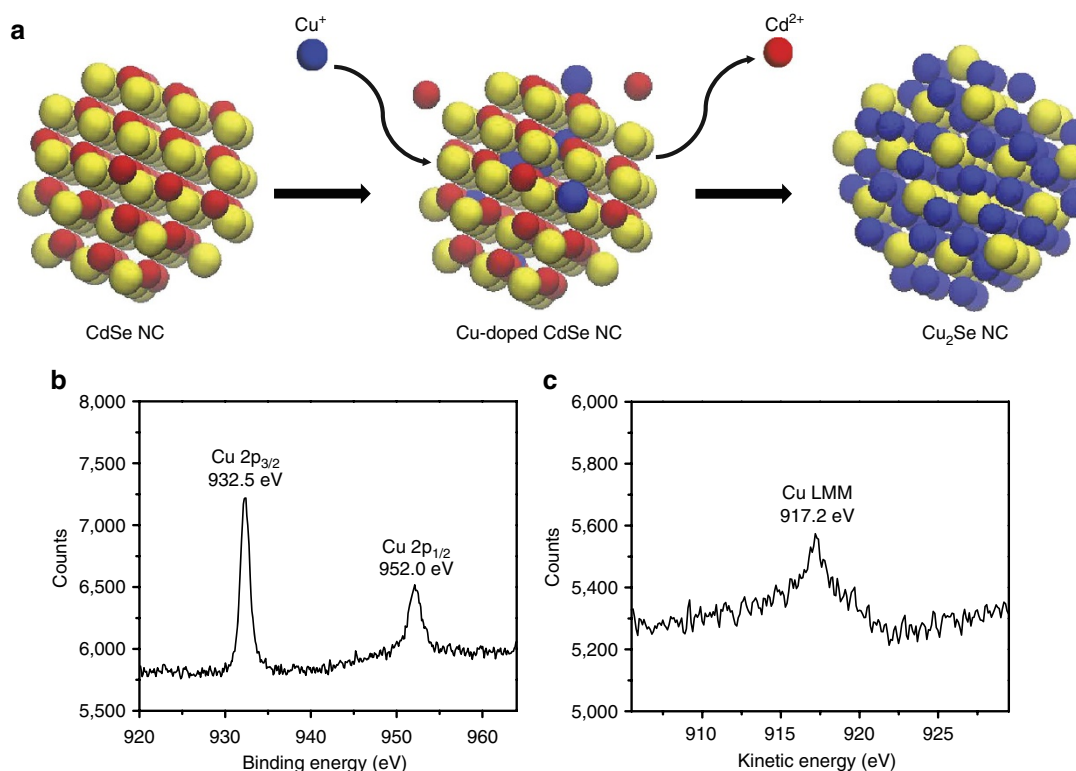 a
Cu⁺
Cd²⁺
CdSe NC
Cu-doped CdSe NC
Cu₂Se NC
b
8,000
7,500
7,000
6,500
6,000
5,500
Counts
Cu 2p₃/₂
932.5 eV
Cu 2p₁/₂
952.0 eV
920
930
940
950
960
Binding energy (eV)
c
6,000
5,800
5,600
5,400
5,200
5,000
Counts
Cu LMM
917.2 eV
910
915
920
925
Kinetic energy (eV)